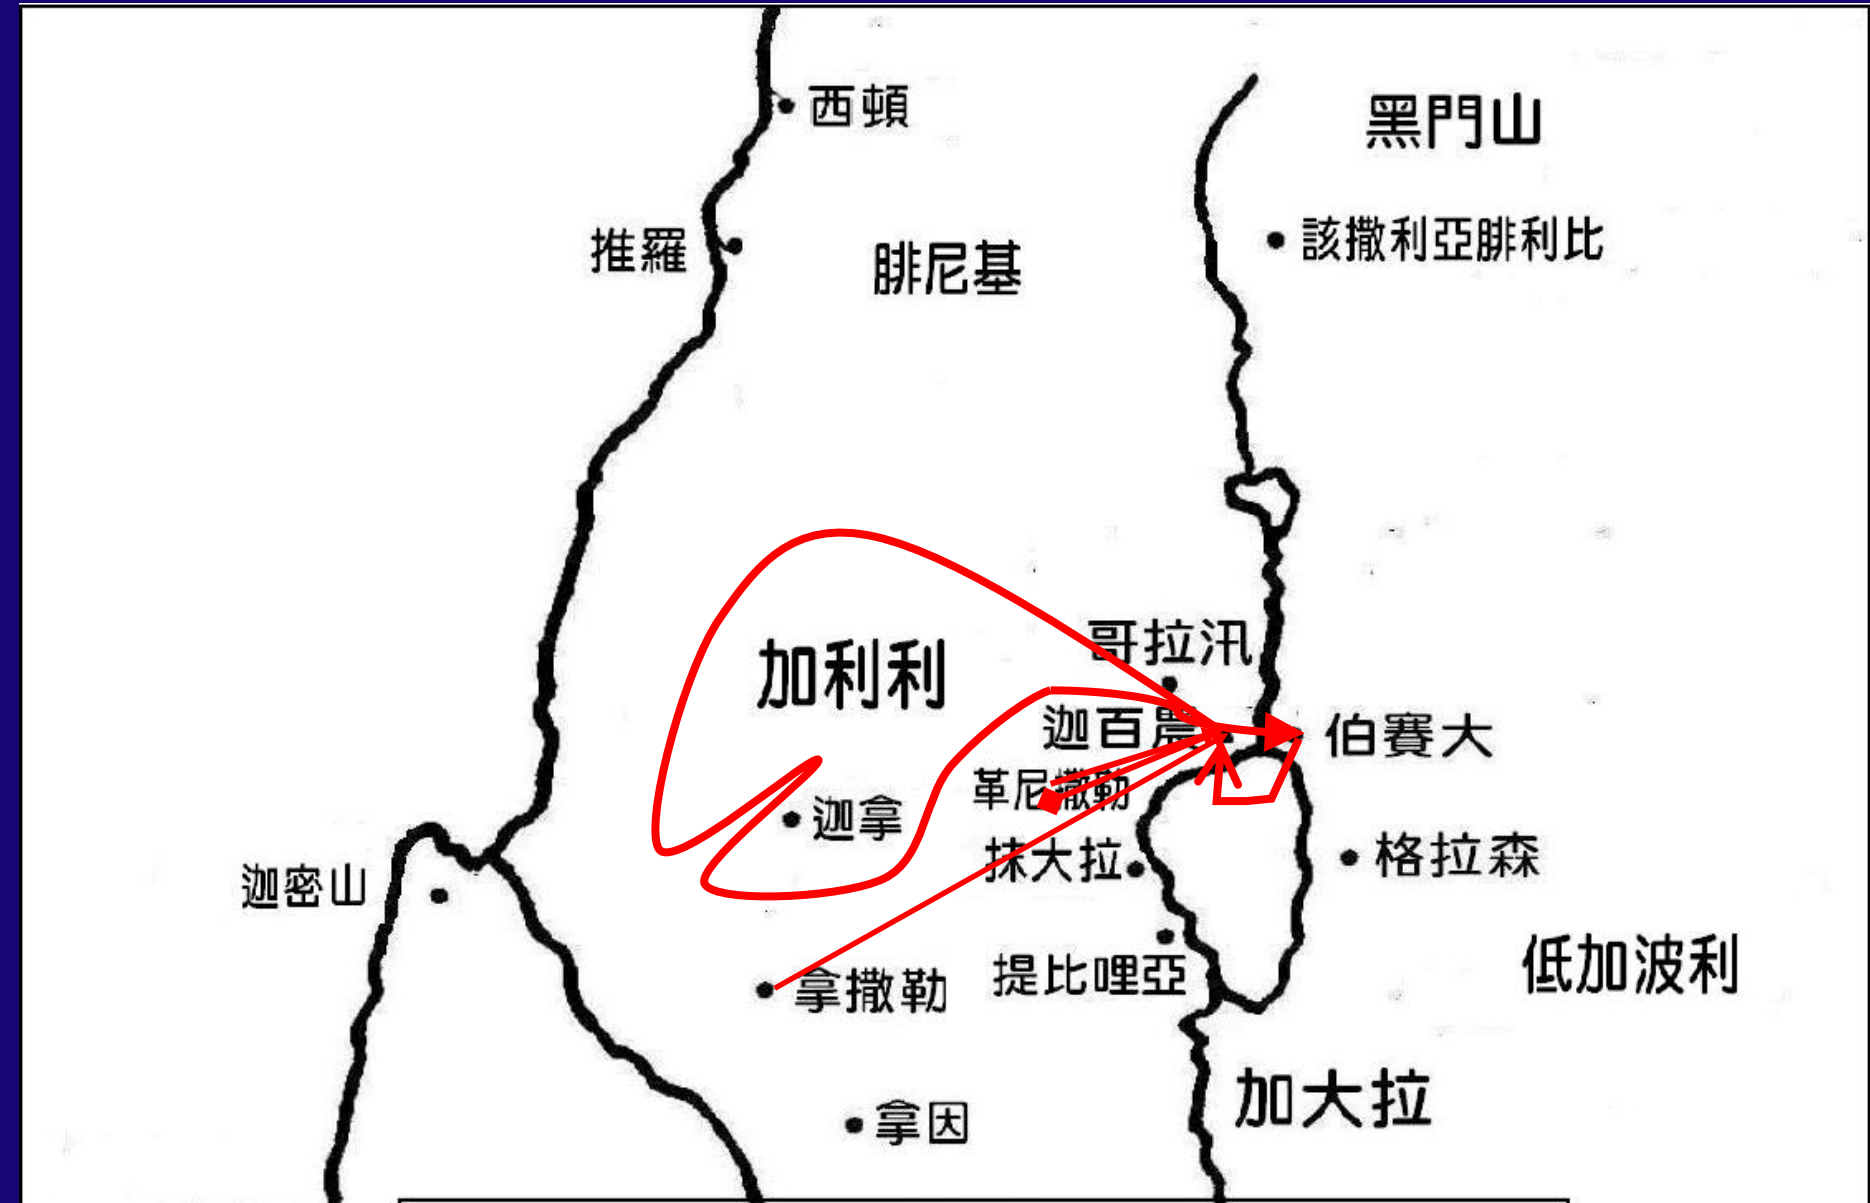 西頓
黑門山
推羅
腓尼基
該撒利亞腓利比
加利利
哥拉汛
迦百農
伯賽大
革尼撒勒
迦拿
抹大拉
格拉森
迦密山
低加波利
拿撒勒
提比哩亞
加大拉
拿因